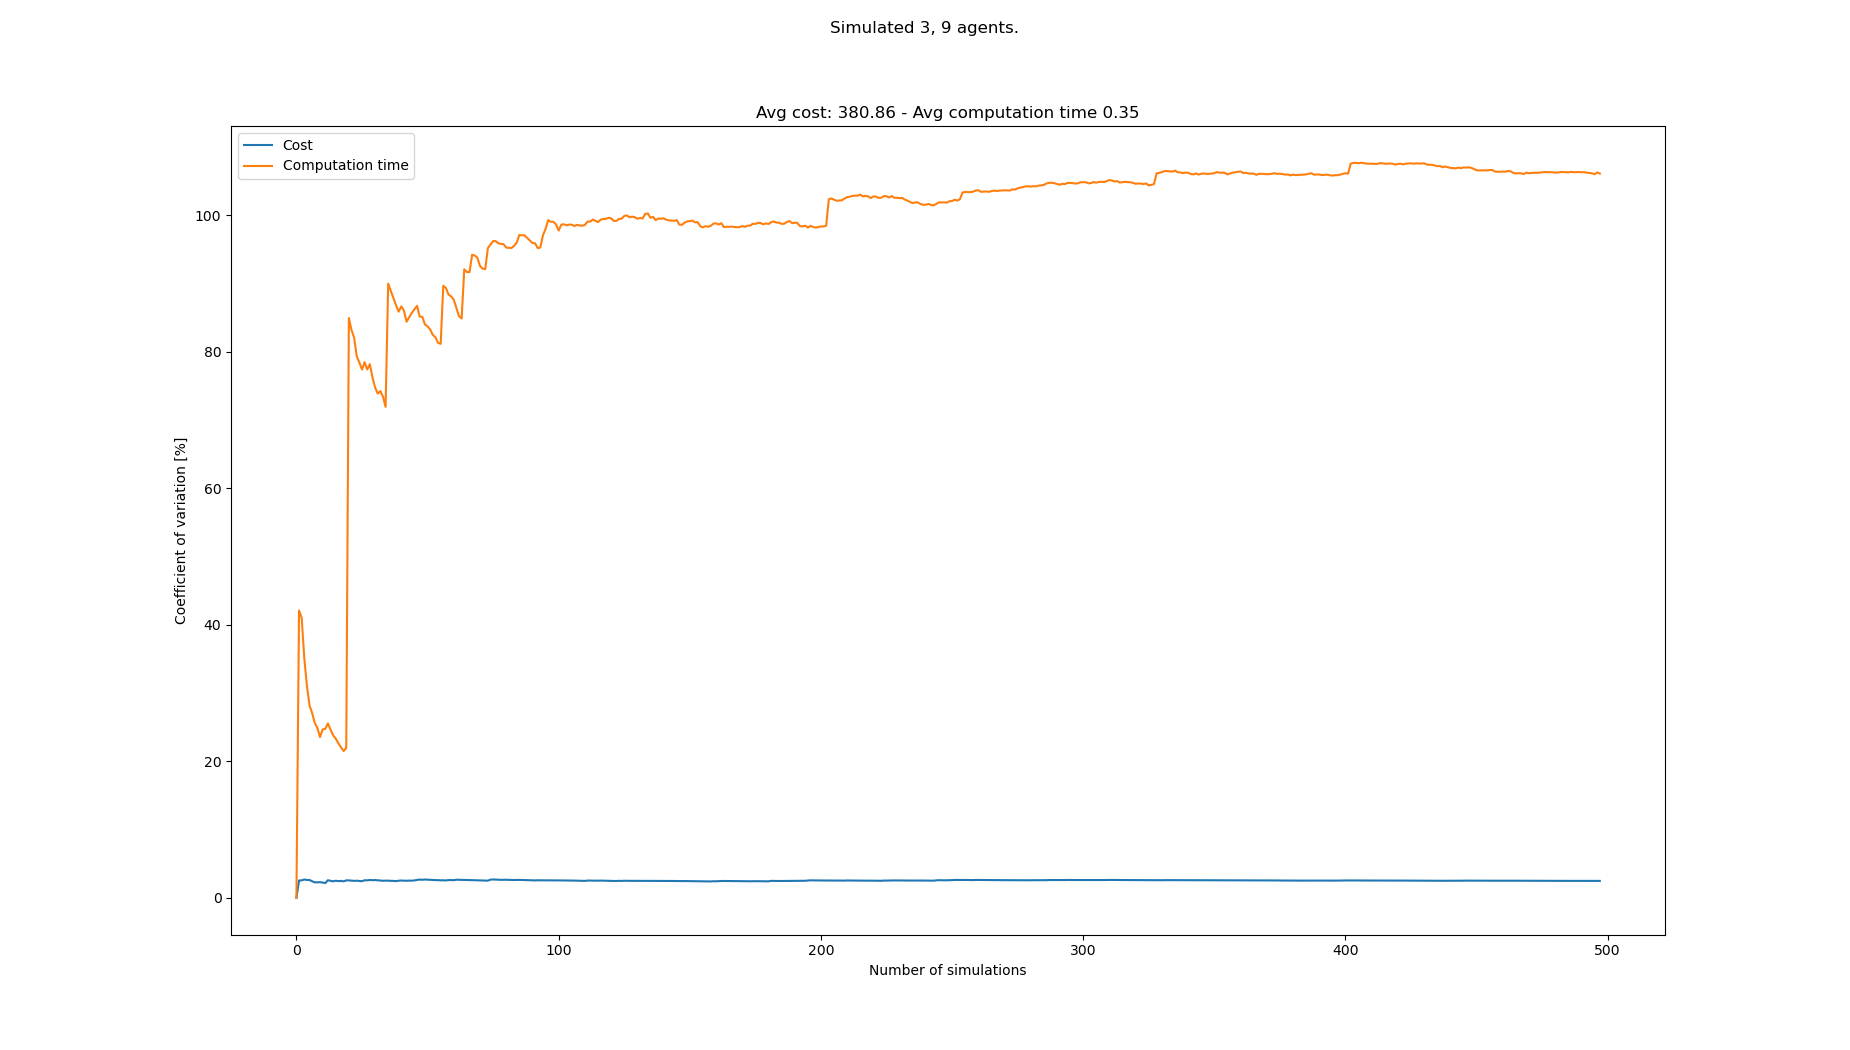 Simulated 3, 9 agents.
Avg cost: 380.86 - Avg computation time 0.35
Cost
Computation time
Coefficient of variation [%]
100
80
60
40
20
0
0 100 200 300 400 500
Number of simulations